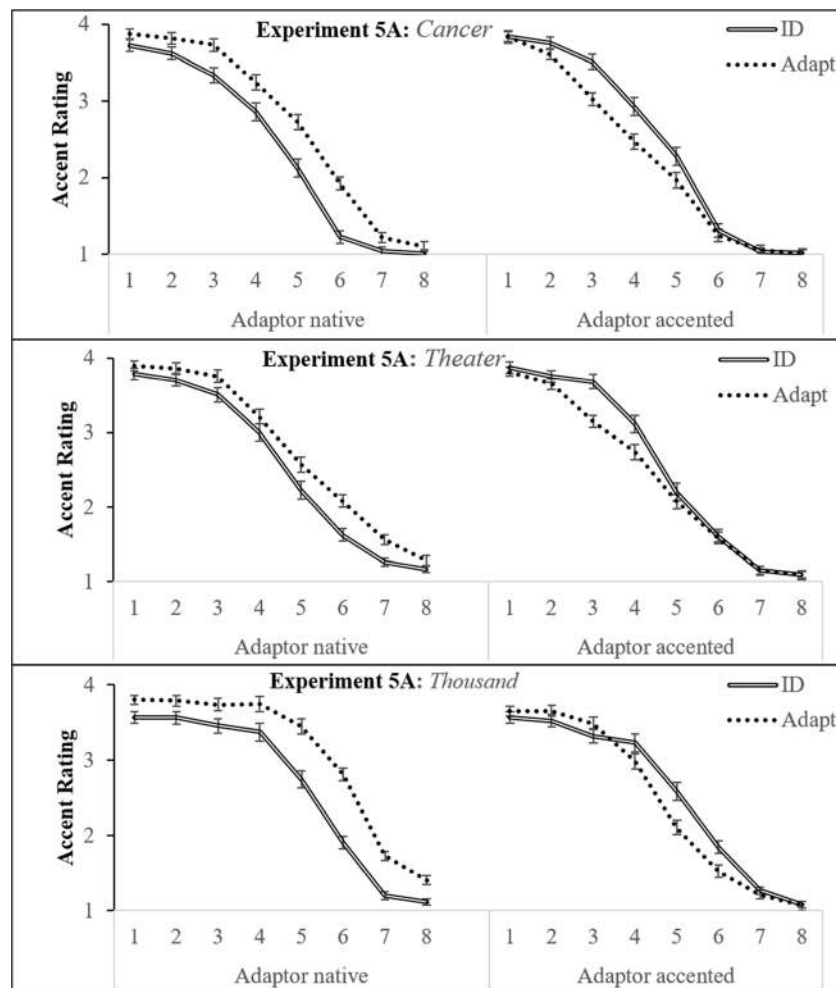 Experiment 5A: Cancer
ID
Adapt
Accent Rating
4
3
2
1
1 2 3 4 5 6 7 8 1 2 3 4 5 6 7 8
Adaptor native Adaptor accented
Experiment 5A: Theater
ID
Adapt
Accent Rating
4
3
2
1
1 2 3 4 5 6 7 8 1 2 3 4 5 6 7 8
Adaptor native Adaptor accented
Experiment 5A: Thousand
ID
Adapt
Accent Rating
4
3
2
1
1 2 3 4 5 6 7 8 1 2 3 4 5 6 7 8
Adaptor native Adaptor accented